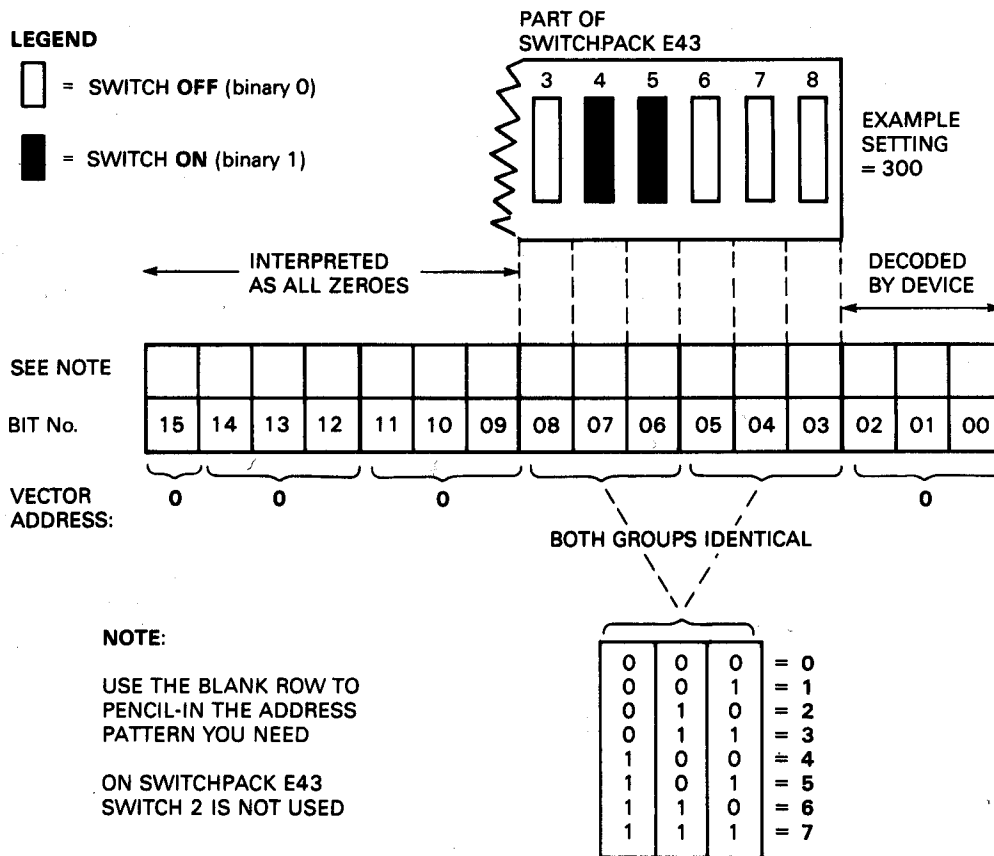 PART OF
SWITCHPACK E43
LEGEND
= SWITCH OFF (binary 0)
= SWITCH ON (binary 1)
3 4 5 6 7 8
EXAMPLE
SETTING
= 300
INTERPRETED
AS ALL ZEROES
DECODED
BY DEVICE
SEE NOTE
BIT No. 15 14 13 12 11 10 09 08 07 06 05 04 03 02 01 00
VECTOR
ADDRESS:
0 0 0 0
BOTH GROUPS IDENTICAL
NOTE:
USE THE BLANK ROW TO
PENCIL-IN THE ADDRESS
PATTERN YOU NEED
ON SWITCHPACK E43
SWITCH 2 IS NOT USED
0 0 0 = 0
0 0 1 = 1
0 1 0 = 2
0 1 1 = 3
1 0 0 = 4
1 0 1 = 5
1 1 0 = 6
1 1 1 = 7